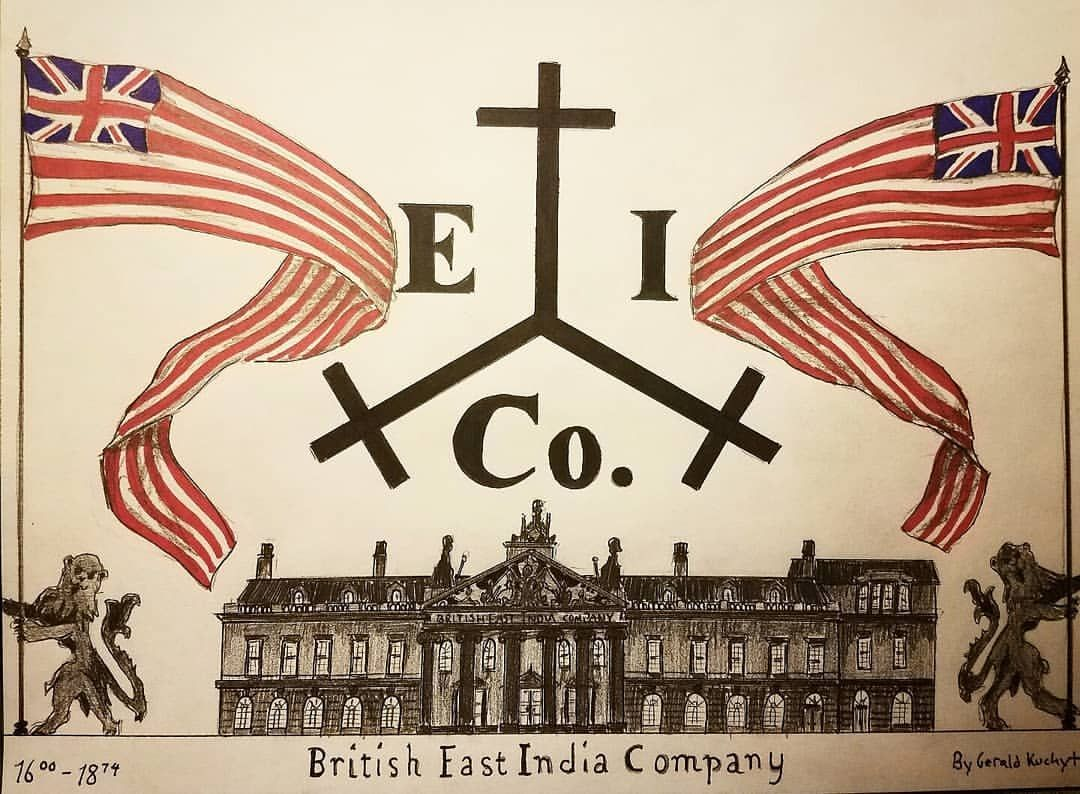 E I
Co.
BRITISH EAST INDIA COMPANY
1600-1874
British East India Company
By Gerald Kuchyt